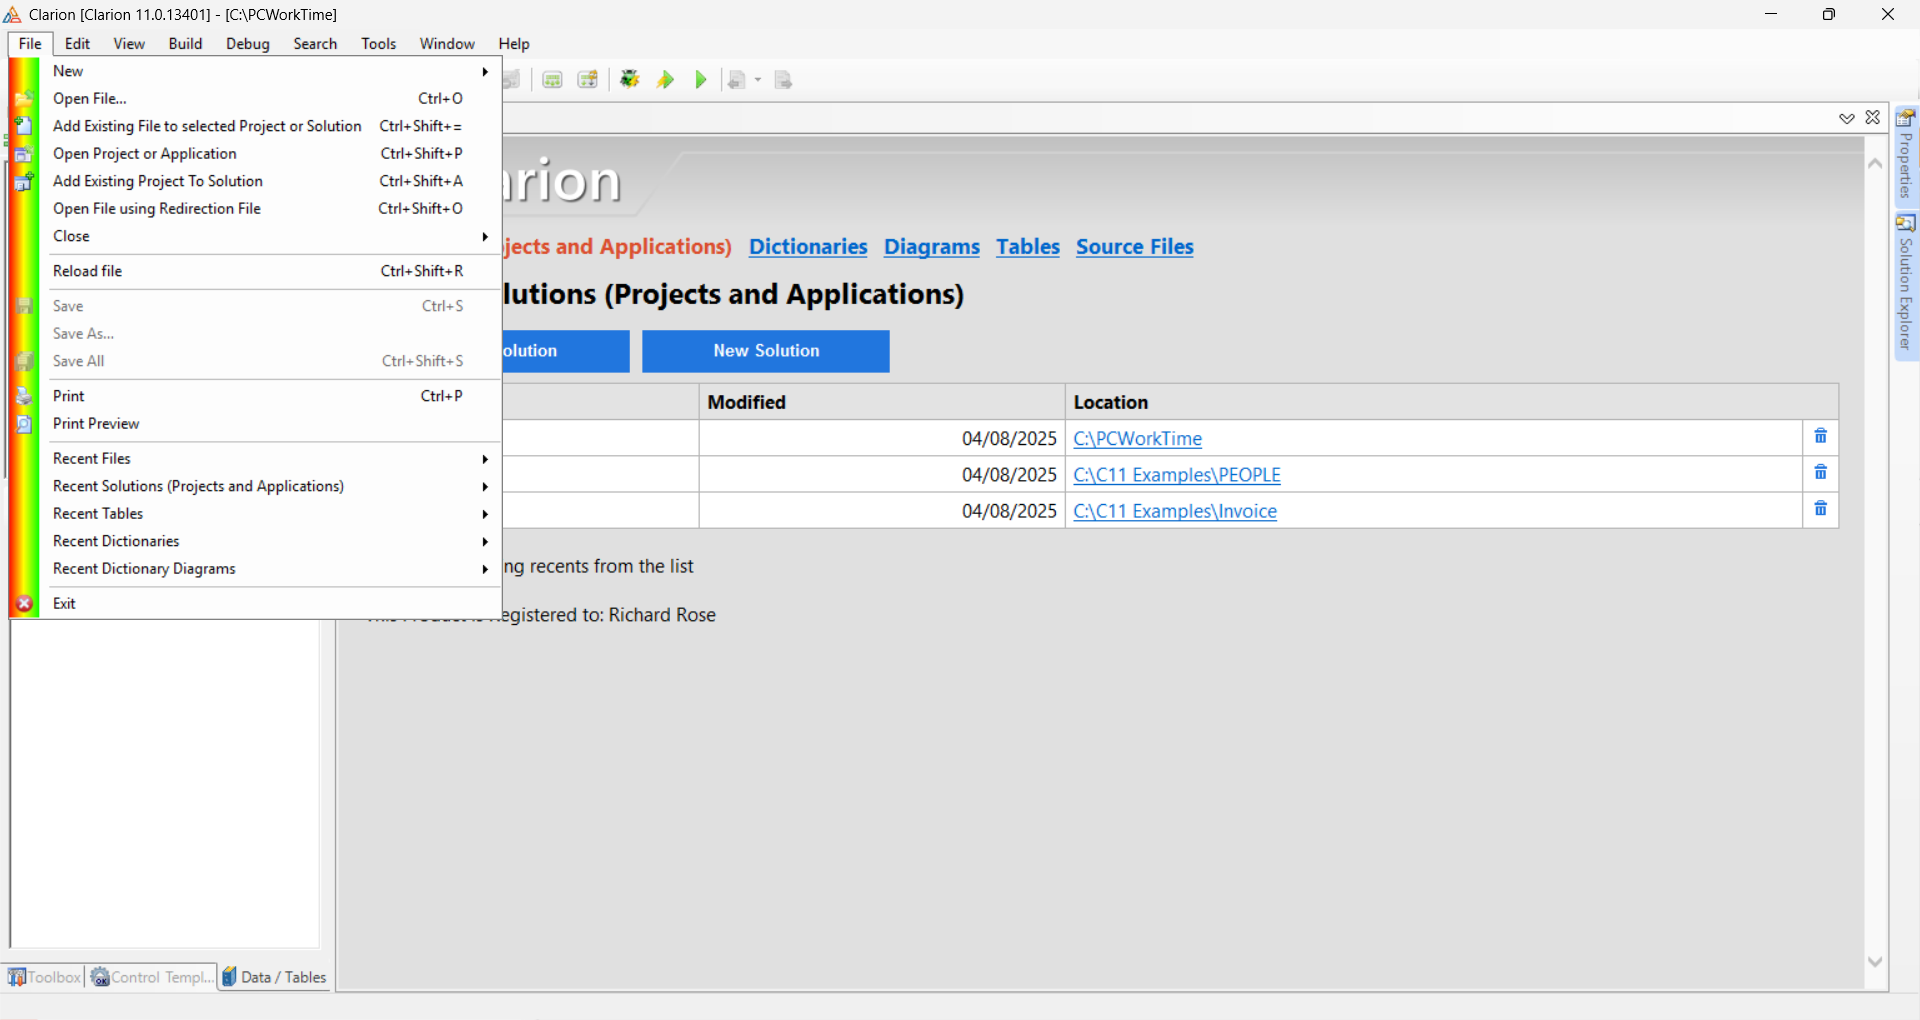 Clarion [Clarion 11.0.13401] - [C:\PCWorkTime]
File Edit View Build Debug Search Tools Window Help
New
Open File... Ctrl+O
Add Existing File to selected Project or Solution Ctrl+Shift+=
Open Project or Application Ctrl+Shift+P
Add Existing Project To Solution Ctrl+Shift+A
Open File using Redirection File Ctrl+Shift+O
Close
Reload file Ctrl+Shift+R
Save Ctrl+S
Save As...
Save All Ctrl+Shift+S
Print Ctrl+P
Print Preview
Recent Files
Recent Solutions (Projects and Applications)
Recent Tables
Recent Dictionaries
Recent Dictionary Diagrams
Exit
arion
jects and Applications) Dictionaries Diagrams Tables Source Files
lutions (Projects and Applications)
olution New Solution
Modified Location
04/08/2025 C:\PCWorkTime
04/08/2025 C:\C11 Examples\PEOPLE
04/08/2025 C:\C11 Examples\Invoice
ng recents from the list
egistered to: Richard Rose
Properties
Solution Explorer
Toolbox Control Templ... Data / Tables